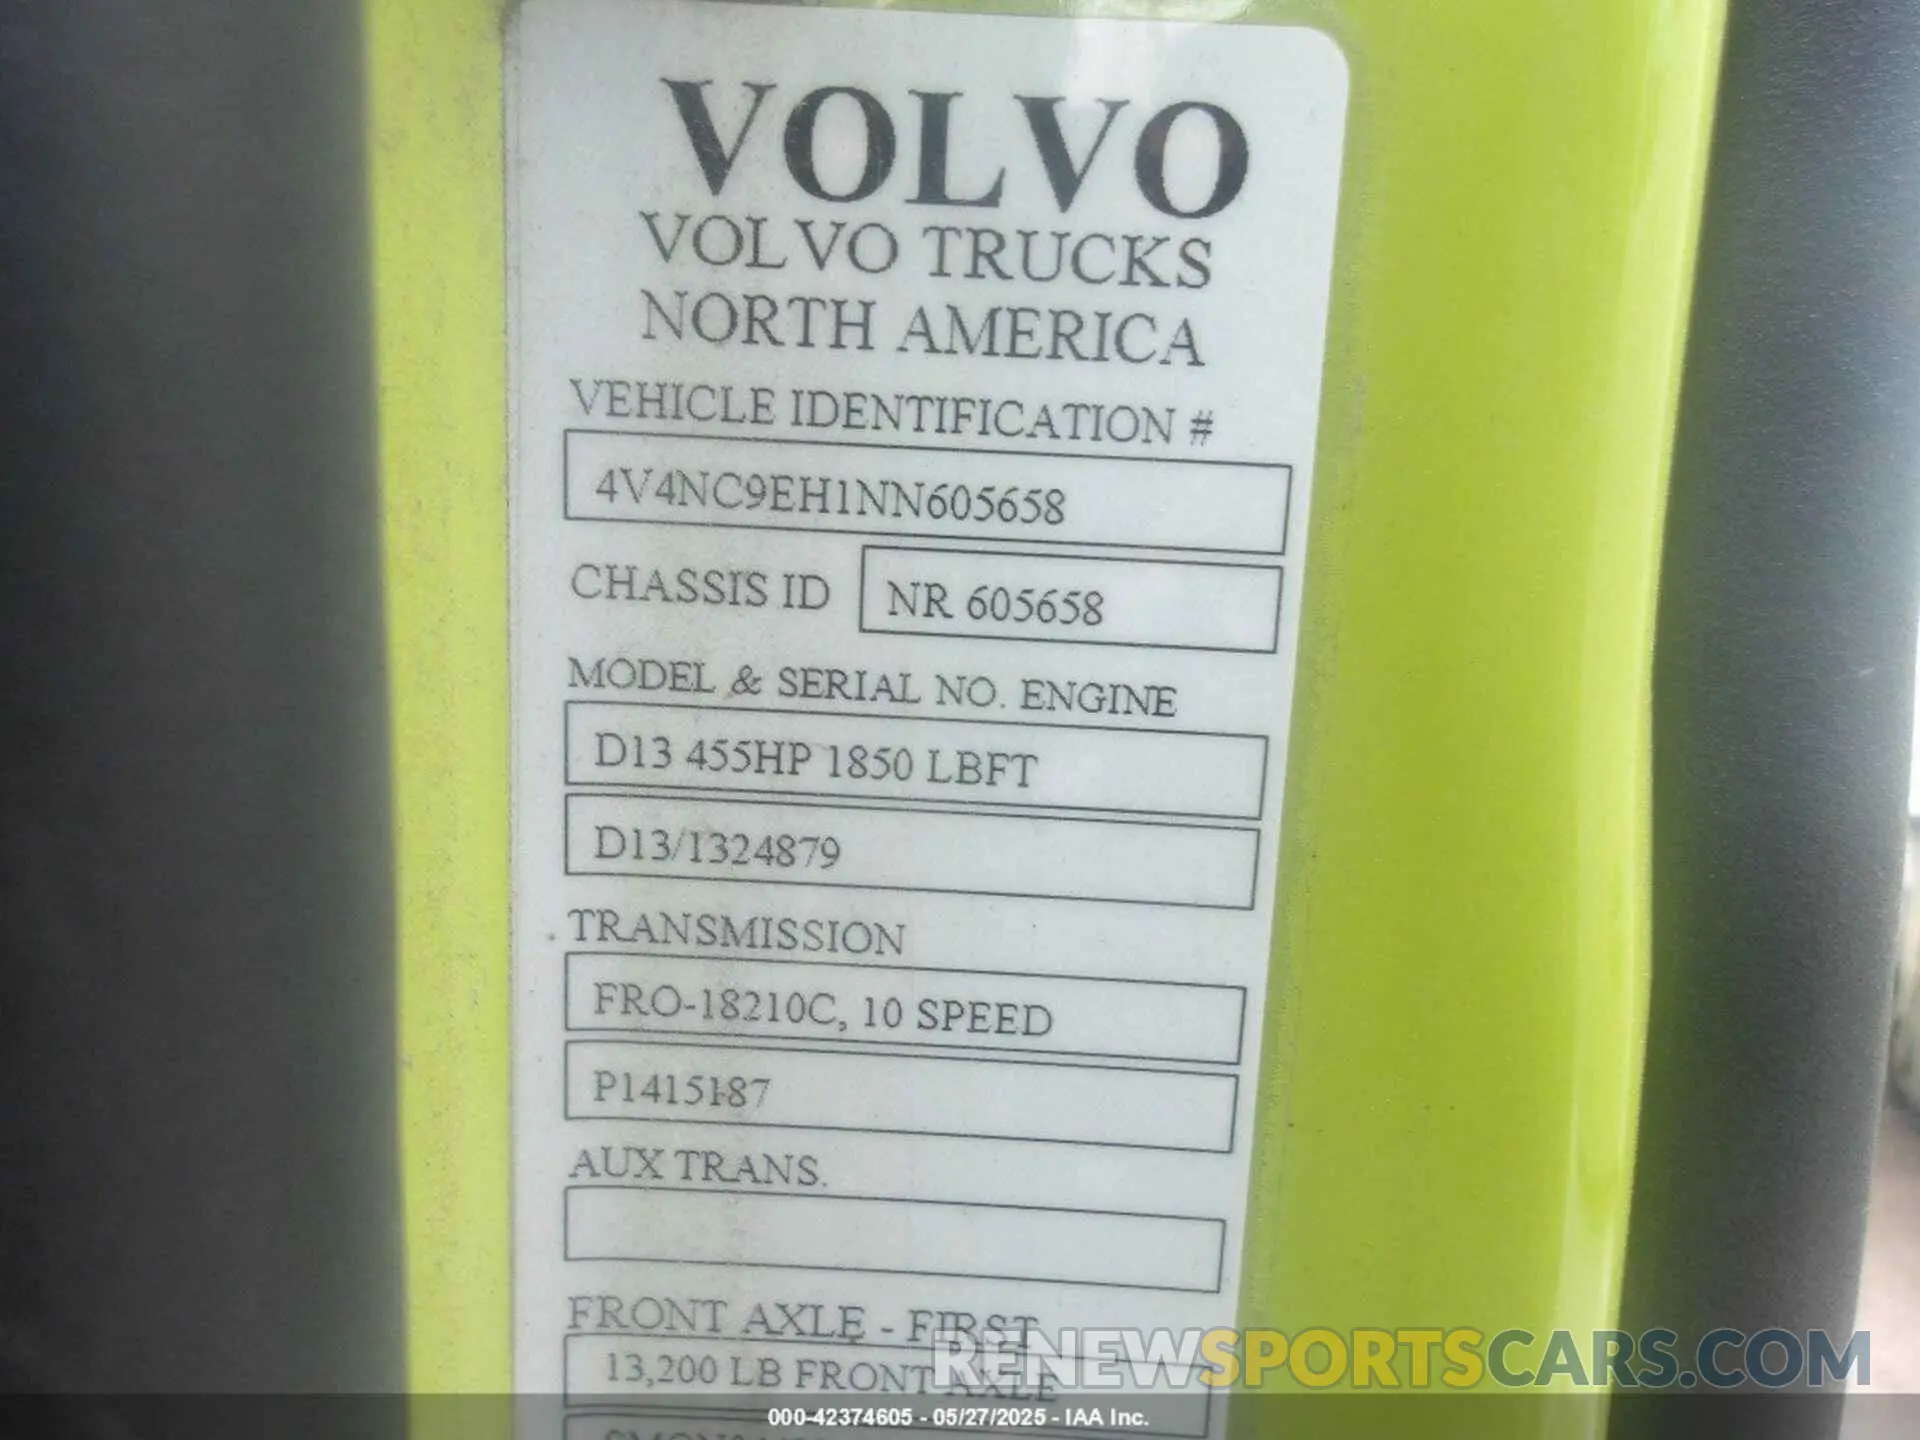 VOLVO
VOLVO TRUCKS
NORTH AMERICA
VEHICLE IDENTIFICATION #
4V4NC9EH1NN605658
CHASSIS ID NR 605658
MODEL & SERIAL NO. ENGINE
D13 455HP 1850 LBFT
D13/1324879
TRANSMISSION
FRO-18210C, 10 SPEED
P1415187
AUX TRANS.
FRONT AXLE - FIRST
13,200 LB FRONT AXLE
RENEWSPORTSCARS.COM
000-42374605 - 05/27/2025 - IAA Inc.